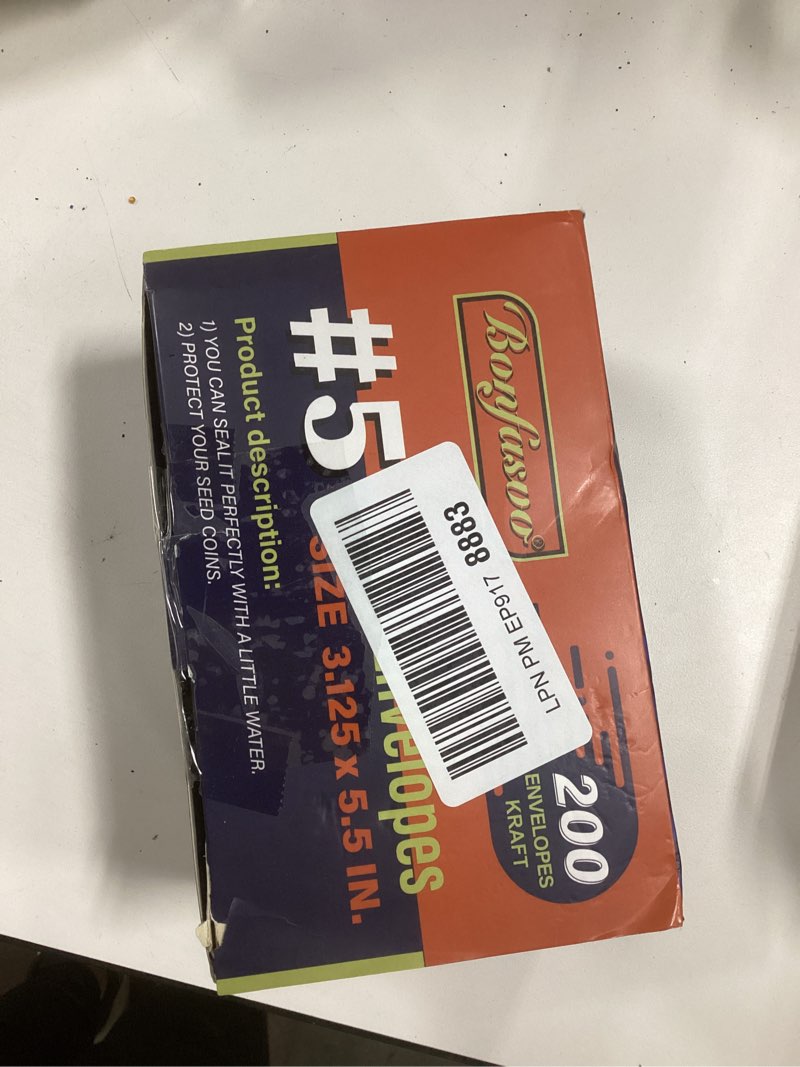 Bonfasvo®
200
ENVELOPES
KRAFT
#5
Envelopes
SIZE 3.125 x 5.5 IN.
Product description:
1) YOU CAN SEAL IT PERFECTLY WITH A LITTLE WATER.
2) PROTECT YOUR SEED COINS.
LPN PM EP917 8883